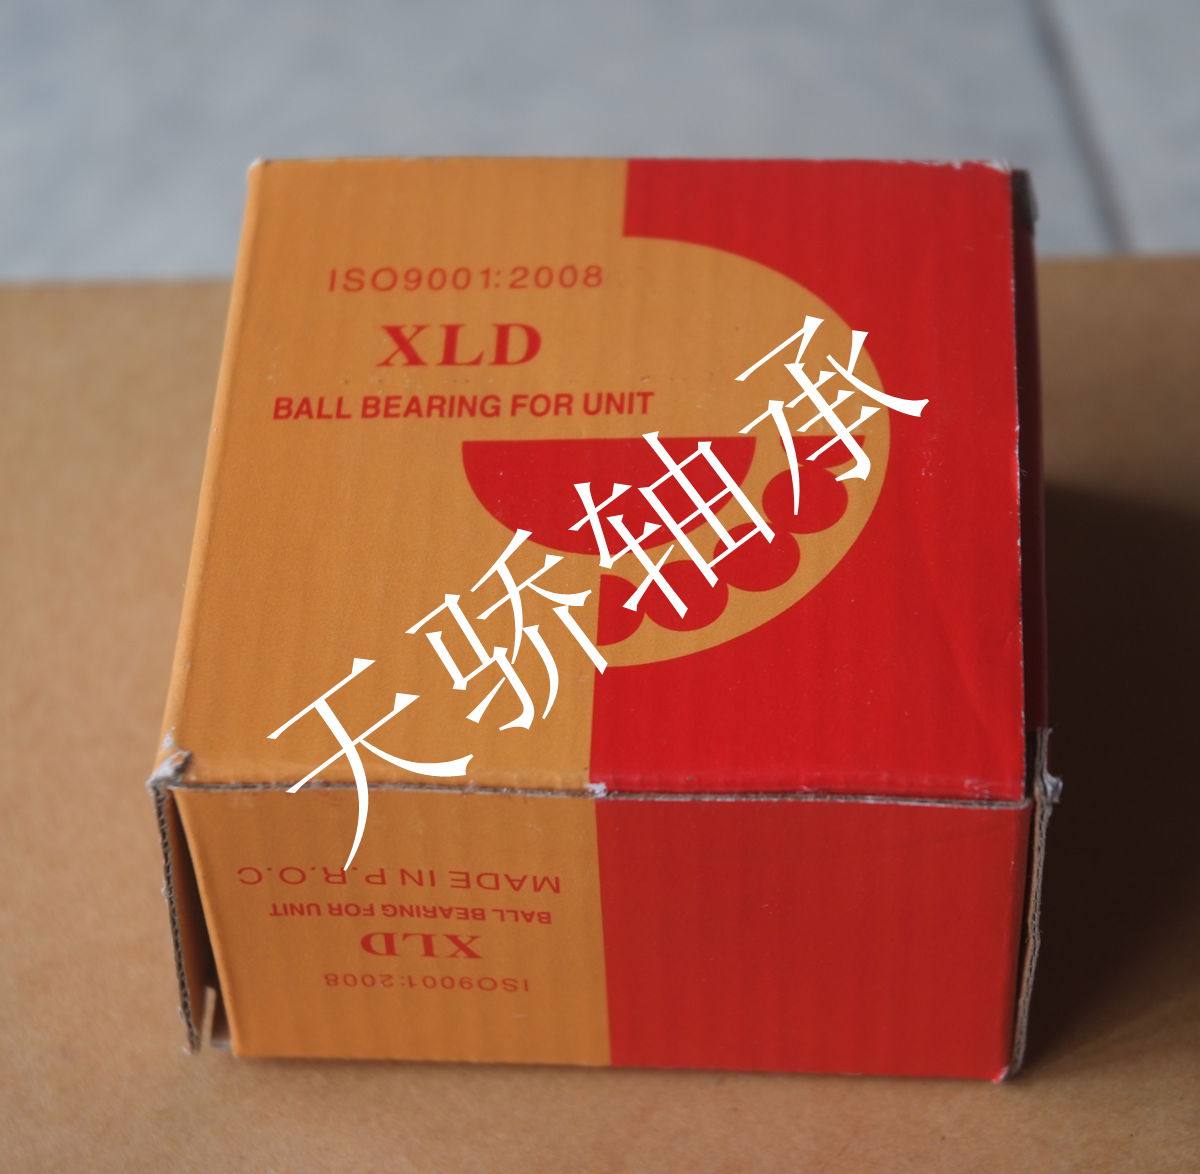 ISO9001:2008
XLD
BALL BEARING FOR UNIT
天骄轴承
MADE IN P.R.O.C
BALL BEARING FOR UNIT
XLD
ISO9001:2008